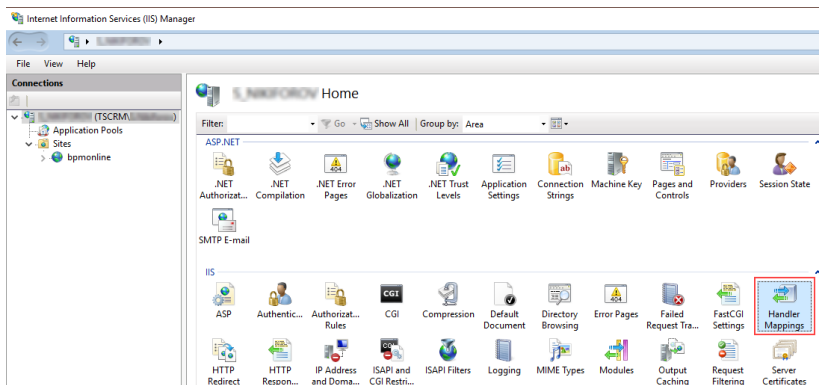 Internet Information Services (IIS) Manager
File View Help
Connections
Home
(TSCRM\ )
Application Pools
Sites
bpmonline
Filter: Go Show All Group by: Area
ASP.NET
.NET Authorizat... .NET Compilation .NET Error Pages .NET Globalization .NET Trust Levels Application Settings Connection Strings Machine Key Pages and Controls Providers Session State
SMTP E-mail
IIS
ASP Authentic... Authorizat... Rules CGI Compression Default Document Directory Browsing Error Pages Failed Request Tra... FastCGI Settings Handler Mappings
HTTP Redirect HTTP Respon... IP Address and Doma... ISAPI and CGI Restri... ISAPI Filters Logging MIME Types Modules Output Caching Request Filtering Server Certificates